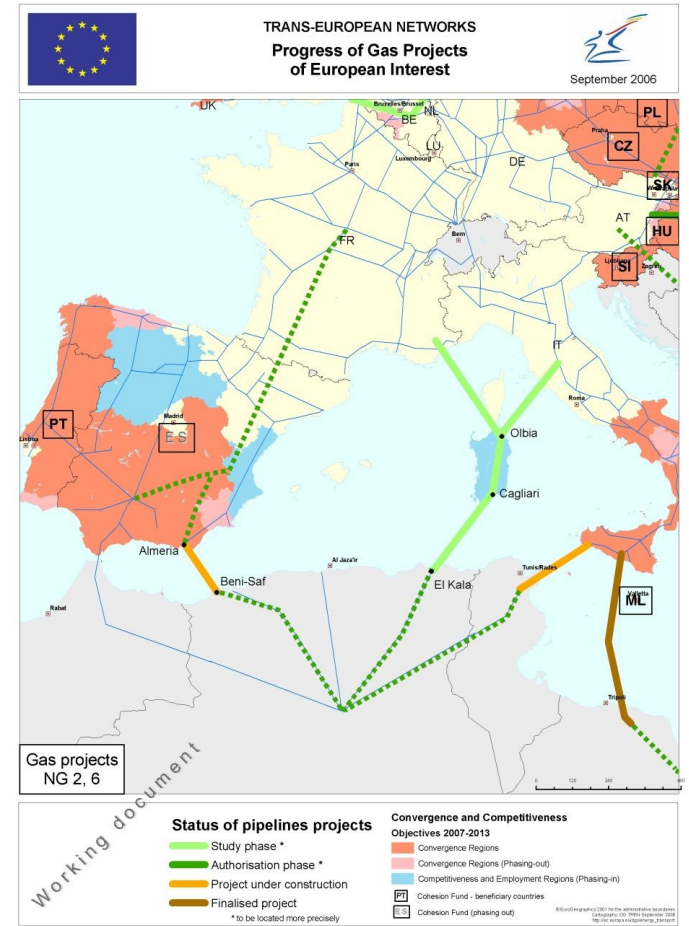 TRANS-EUROPEAN NETWORKS
Progress of Gas Projects
of European Interest
September 2006
UK
Bruxelles/Brussel
NL
BE
PL
LU
Luxembourg
Paris
DE
Praha
CZ
SK
AT
HU
FR
Bern
Ljubljana
SI
Zagreb
IT
Roma
PT
Madrid
ES
Lisboa
Olbia
Cagliari
Almeria
Beni-Saf
Al Jaza'ir
El Kala
Tunis/Rades
Valletta
ML
Rabat
Tripoli
Gas projects
NG 2, 6
0 120 240 480
Working document
Status of pipelines projects
Study phase *
Authorisation phase *
Project under construction
Finalised project
* to be located more precisely
Convergence and Competitiveness
Objectives 2007-2013
Convergence Regions
Convergence Regions (Phasing-out)
Competitiveness and Employment Regions (Phasing-in)
PT Cohesion Fund - beneficiary countries
ES Cohesion Fund (phasing out)